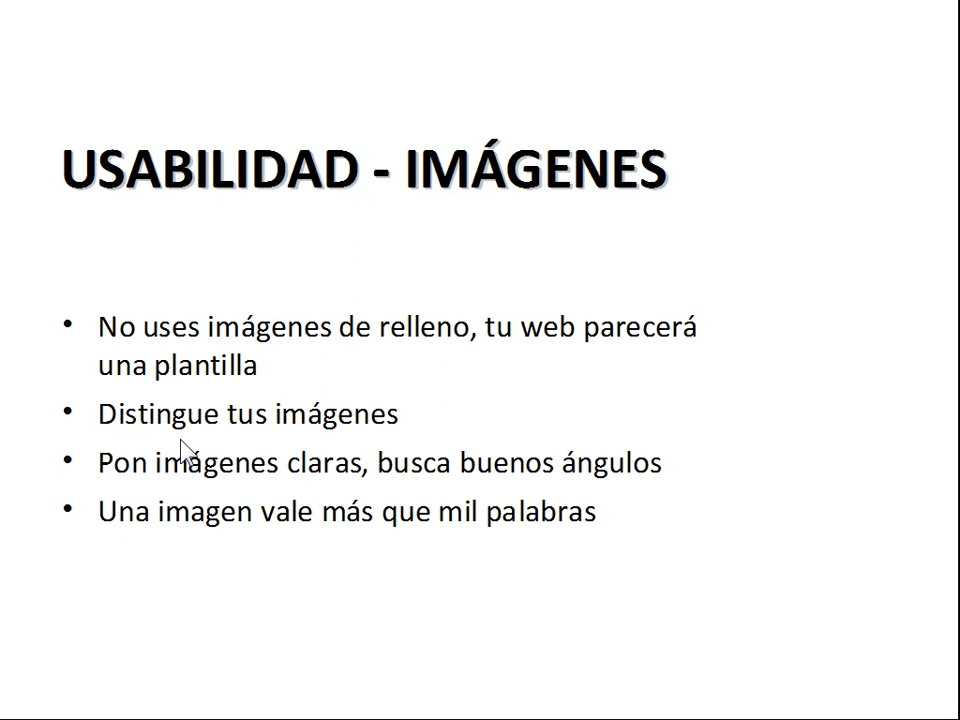 USABILIDAD - IMÁGENES
• No uses imágenes de relleno, tu web parecerá
una plantilla
• Distingue tus imágenes
• Pon imágenes claras, busca buenos ángulos
• Una imagen vale más que mil palabras